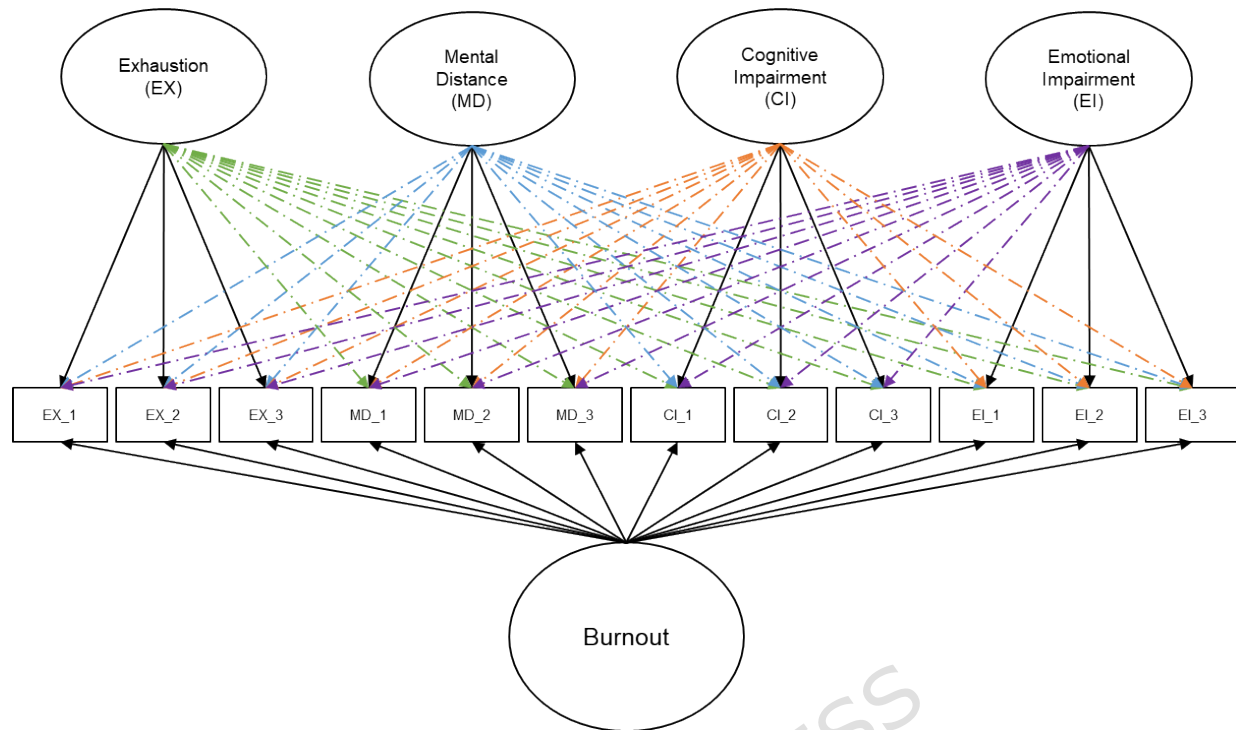 Exhaustion
(EX)
Mental
Distance
(MD)
Cognitive
Impairment
(CI)
Emotional
Impairment
(EI)
EX_1
EX_2
EX_3
MD_1
MD_2
MD_3
CI_1
CI_2
CI_3
EI_1
EI_2
EI_3
Burnout